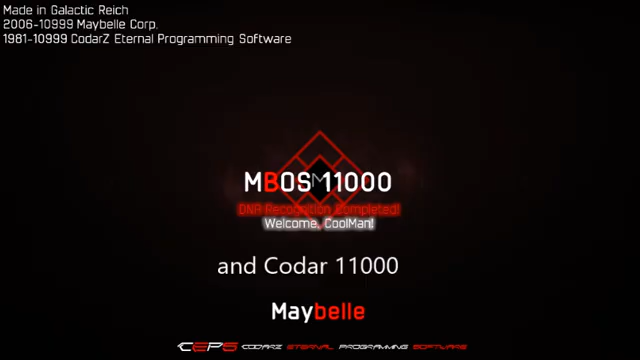 Made in Galactic Reich
2006-10999 Maybelle Corp.
1981-10999 CodarZ Eternal Programming Software
MBOS 11000
DNA Recognition Completed!
Welcome, CoolMan!
and Codar 11000
Maybelle
CEPS CODARZ ETERNAL PROGRAMMING SOFTWARE